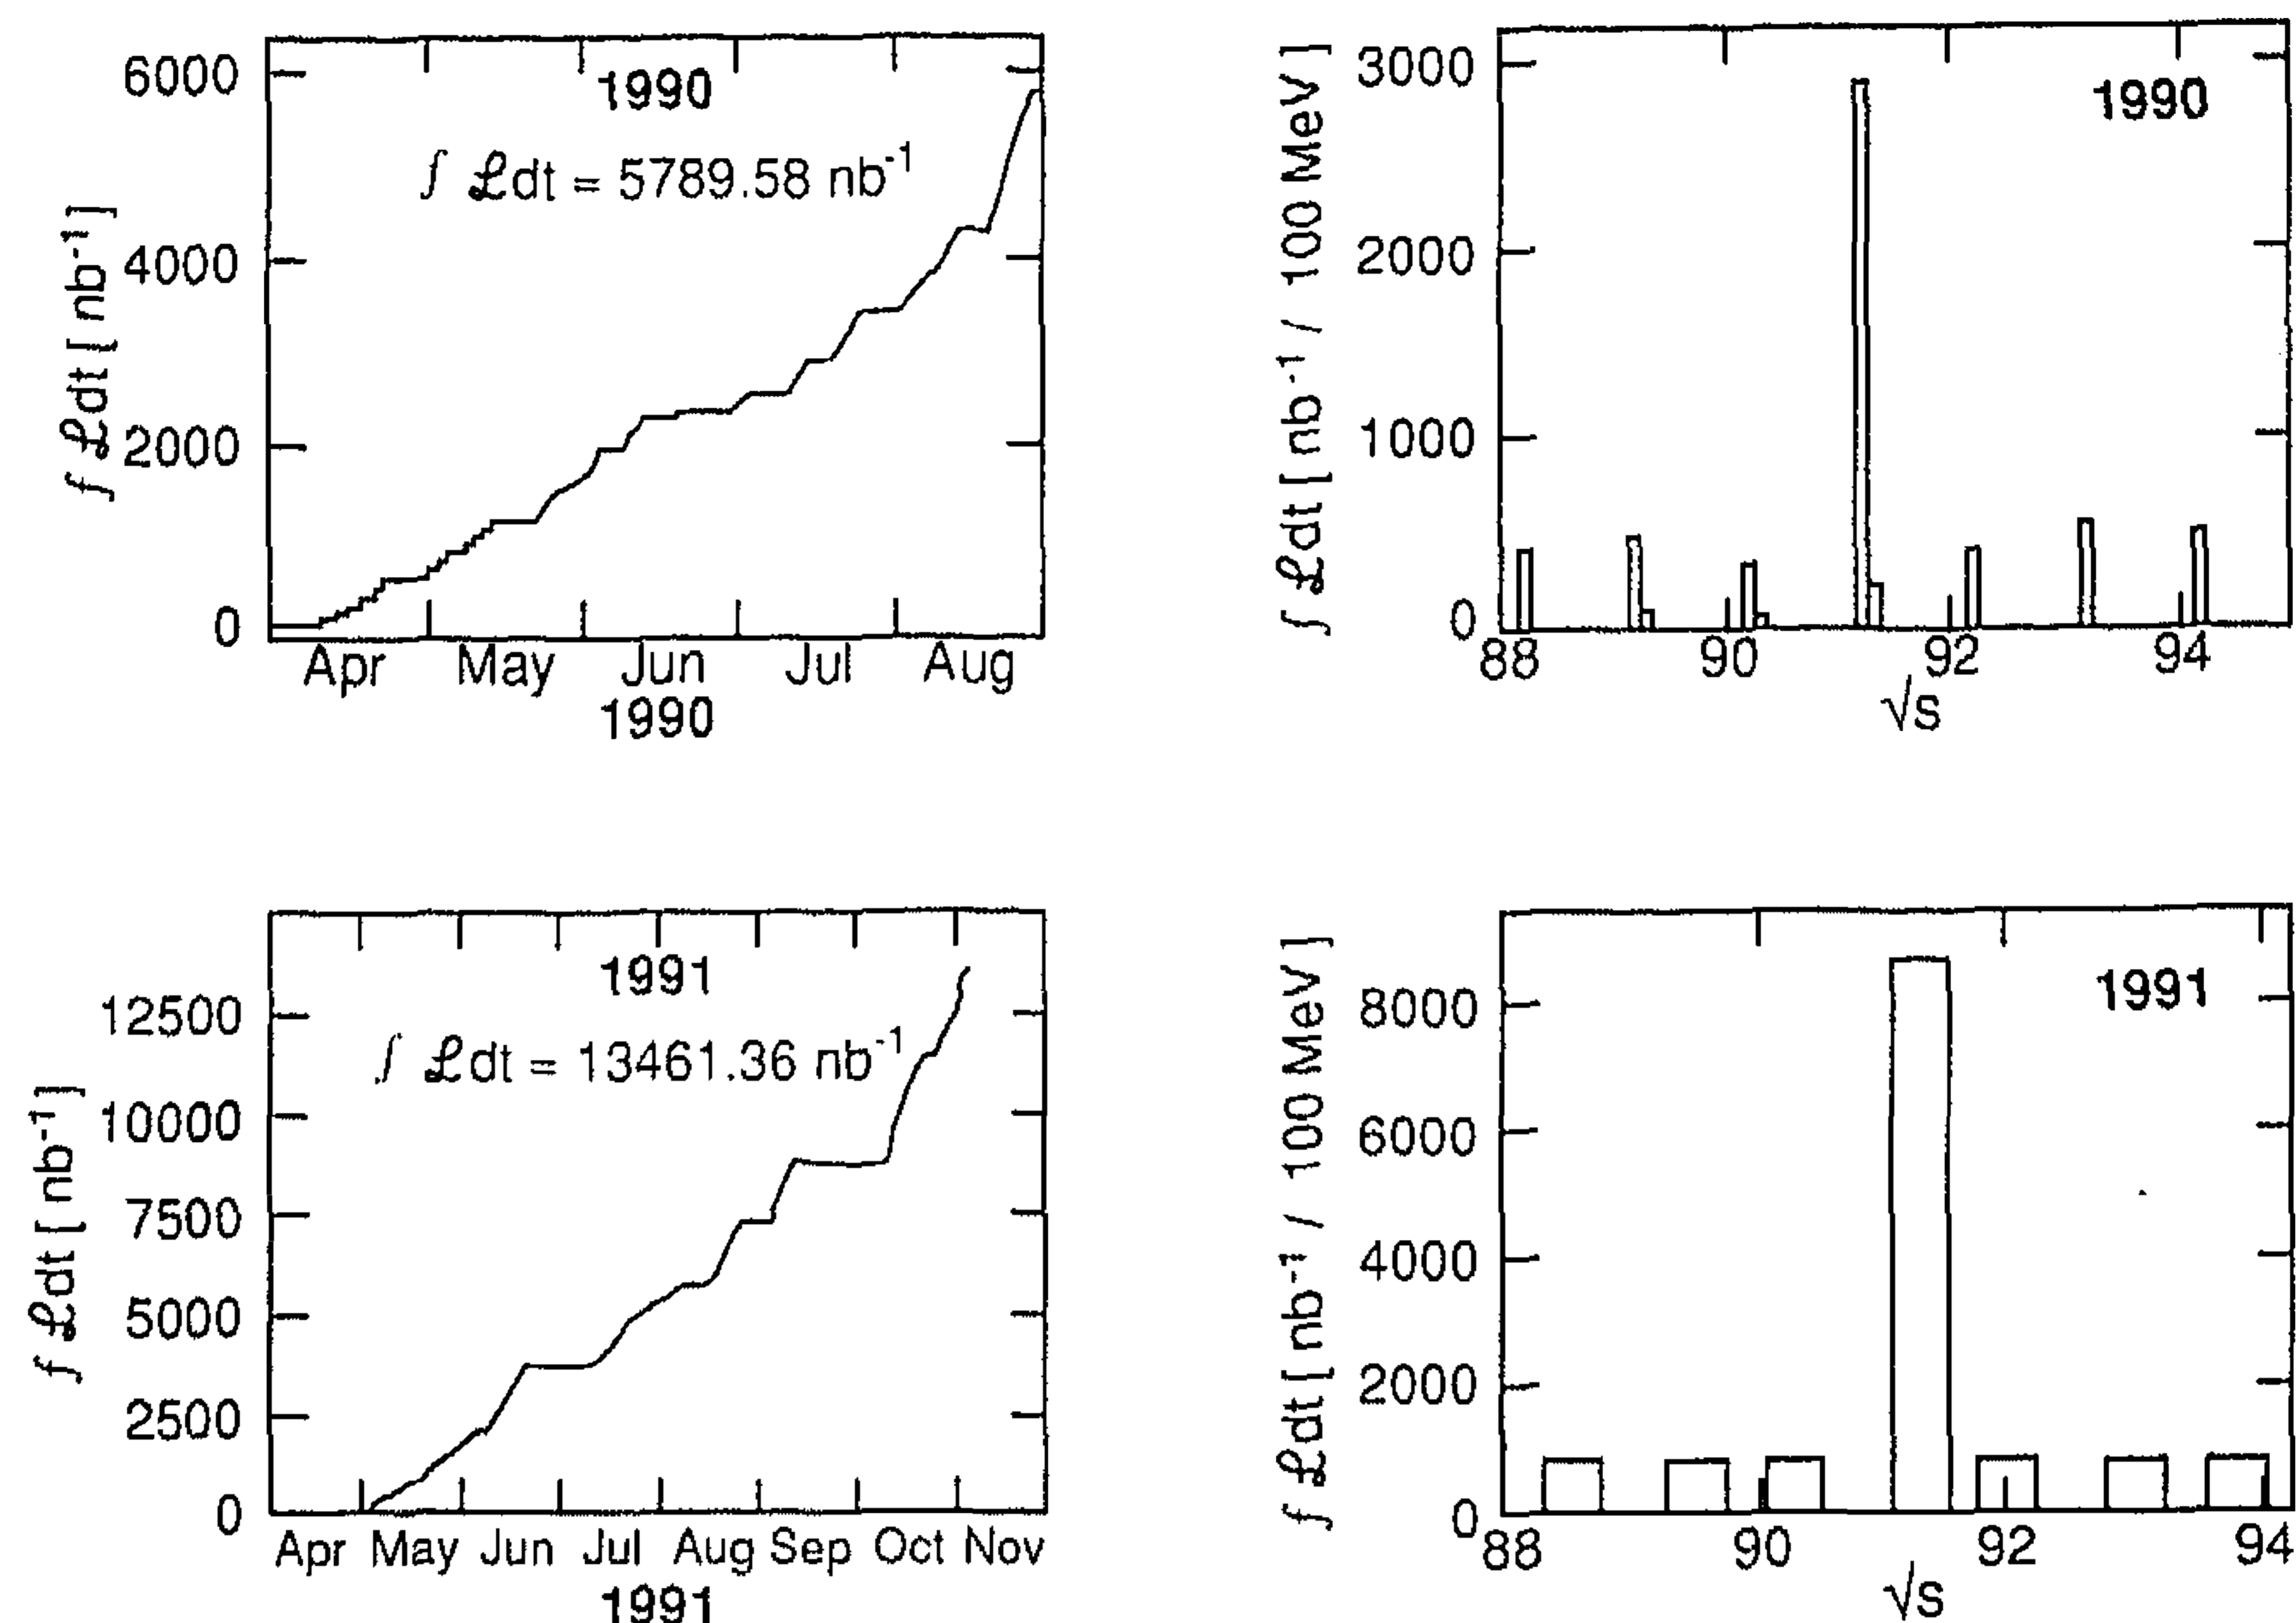 1990
∫ ℒdt = 5789.58 nb⁻¹
∫ ℒdt [ nb⁻¹]
6000
4000
2000
0
Apr May Jun Jul Aug
1990
1990
∫ ℒdt [ nb⁻¹ / 100 MeV ]
3000
2000
1000
0
88 90 92 94
√s
1991
∫ ℒdt = 13461.36 nb⁻¹
∫ ℒdt [ nb⁻¹]
12500
10000
7500
5000
2500
0
Apr May Jun Jul Aug Sep Oct Nov
1991
1991
∫ ℒdt [ nb⁻¹ / 100 MeV ]
8000
6000
4000
2000
0
88 90 92 94
√s